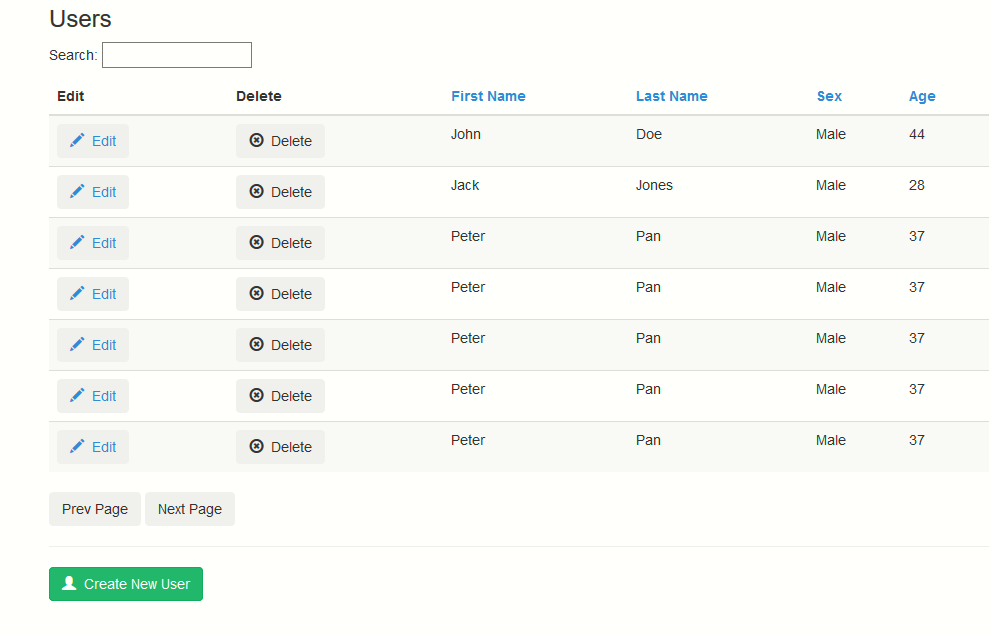 Users
Search:
Edit Delete First Name Last Name Sex Age
Edit Delete John Doe Male 44
Edit Delete Jack Jones Male 28
Edit Delete Peter Pan Male 37
Edit Delete Peter Pan Male 37
Edit Delete Peter Pan Male 37
Edit Delete Peter Pan Male 37
Edit Delete Peter Pan Male 37
Prev Page Next Page
Create New User